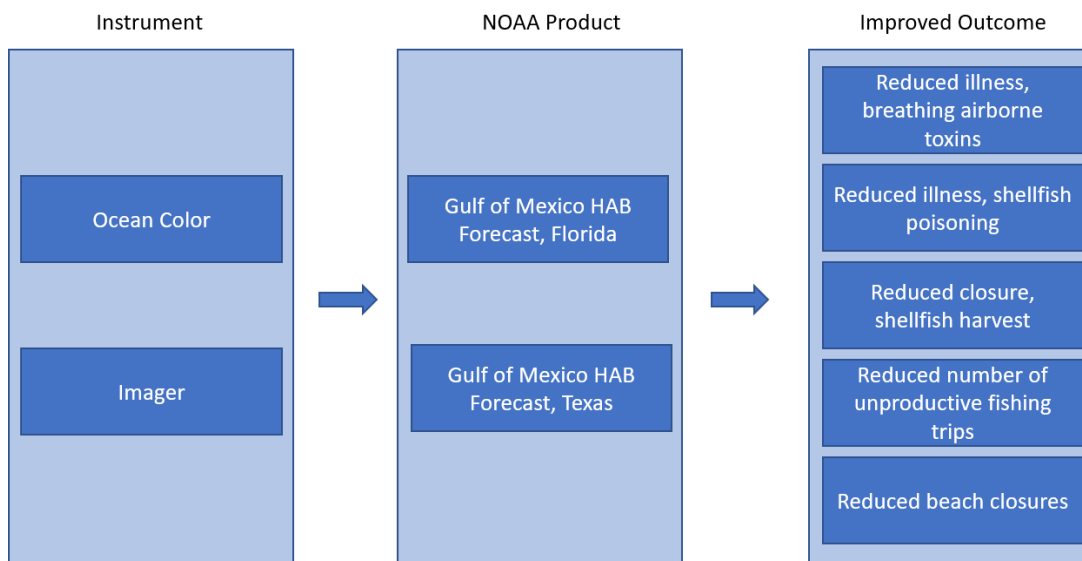 Instrument
NOAA Product
Improved Outcome
Ocean Color
Imager
Gulf of Mexico HAB
Forecast, Florida
Gulf of Mexico HAB
Forecast, Texas
Reduced illness,
breathing airborne
toxins
Reduced illness, shellfish
poisoning
Reduced closure,
shellfish harvest
Reduced number of
unproductive fishing
trips
Reduced beach closures